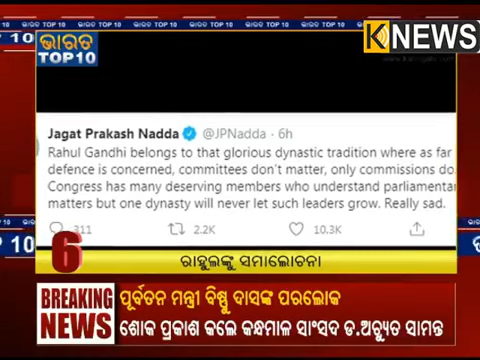 ଭାରତ
TOP 10
K NEWS
Jagat Prakash Nadda @JPNadda · 6h
Rahul Gandhi belongs to that glorious dynastic tradition where as far
defence is concerned, committees don't matter, only commissions do.
Congress has many deserving members who understand parliamentar
matters but one dynasty will never let such leaders grow. Really sad.
311 2.2K 10.3K
6
ରାହୁଲଙ୍କୁ ସମାଲୋଚନା
BREAKING
NEWS
ପୂର୍ବତନ ମନ୍ତ୍ରୀ ବିଷ୍ଣୁ ଦାସଙ୍କ ପରଲୋକ
ଶୋକ ପ୍ରକାଶ କଲେ କନ୍ଧମାଳ ସାଂସଦ ଡ.ଅଚ୍ୟୁତ ସାମନ୍ତ